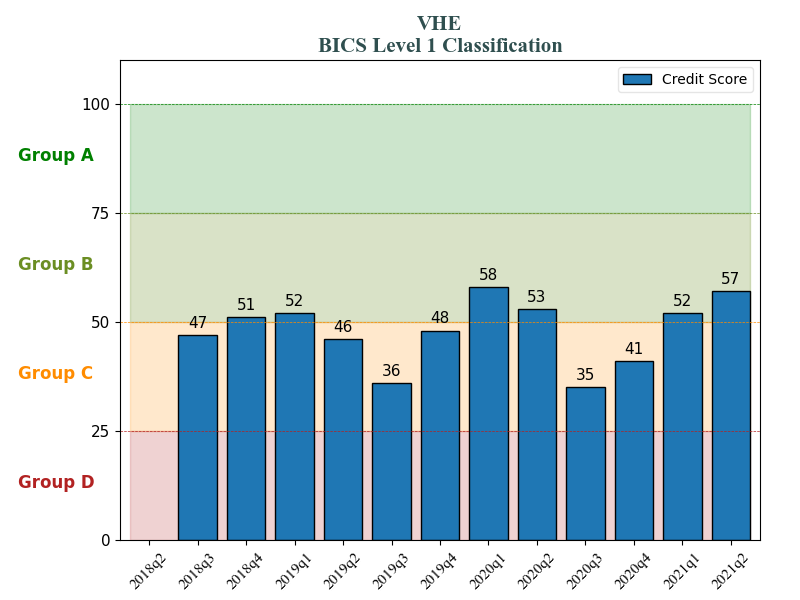 VHE
BICS Level 1 Classification
Credit Score
100
Group A
75
Group B
50
Group C
25
Group D
0
47
51
52
46
36
48
58
53
35
41
52
57
2018q2
2018q3
2018q4
2019q1
2019q2
2019q3
2019q4
2020q1
2020q2
2020q3
2020q4
2021q1
2021q2